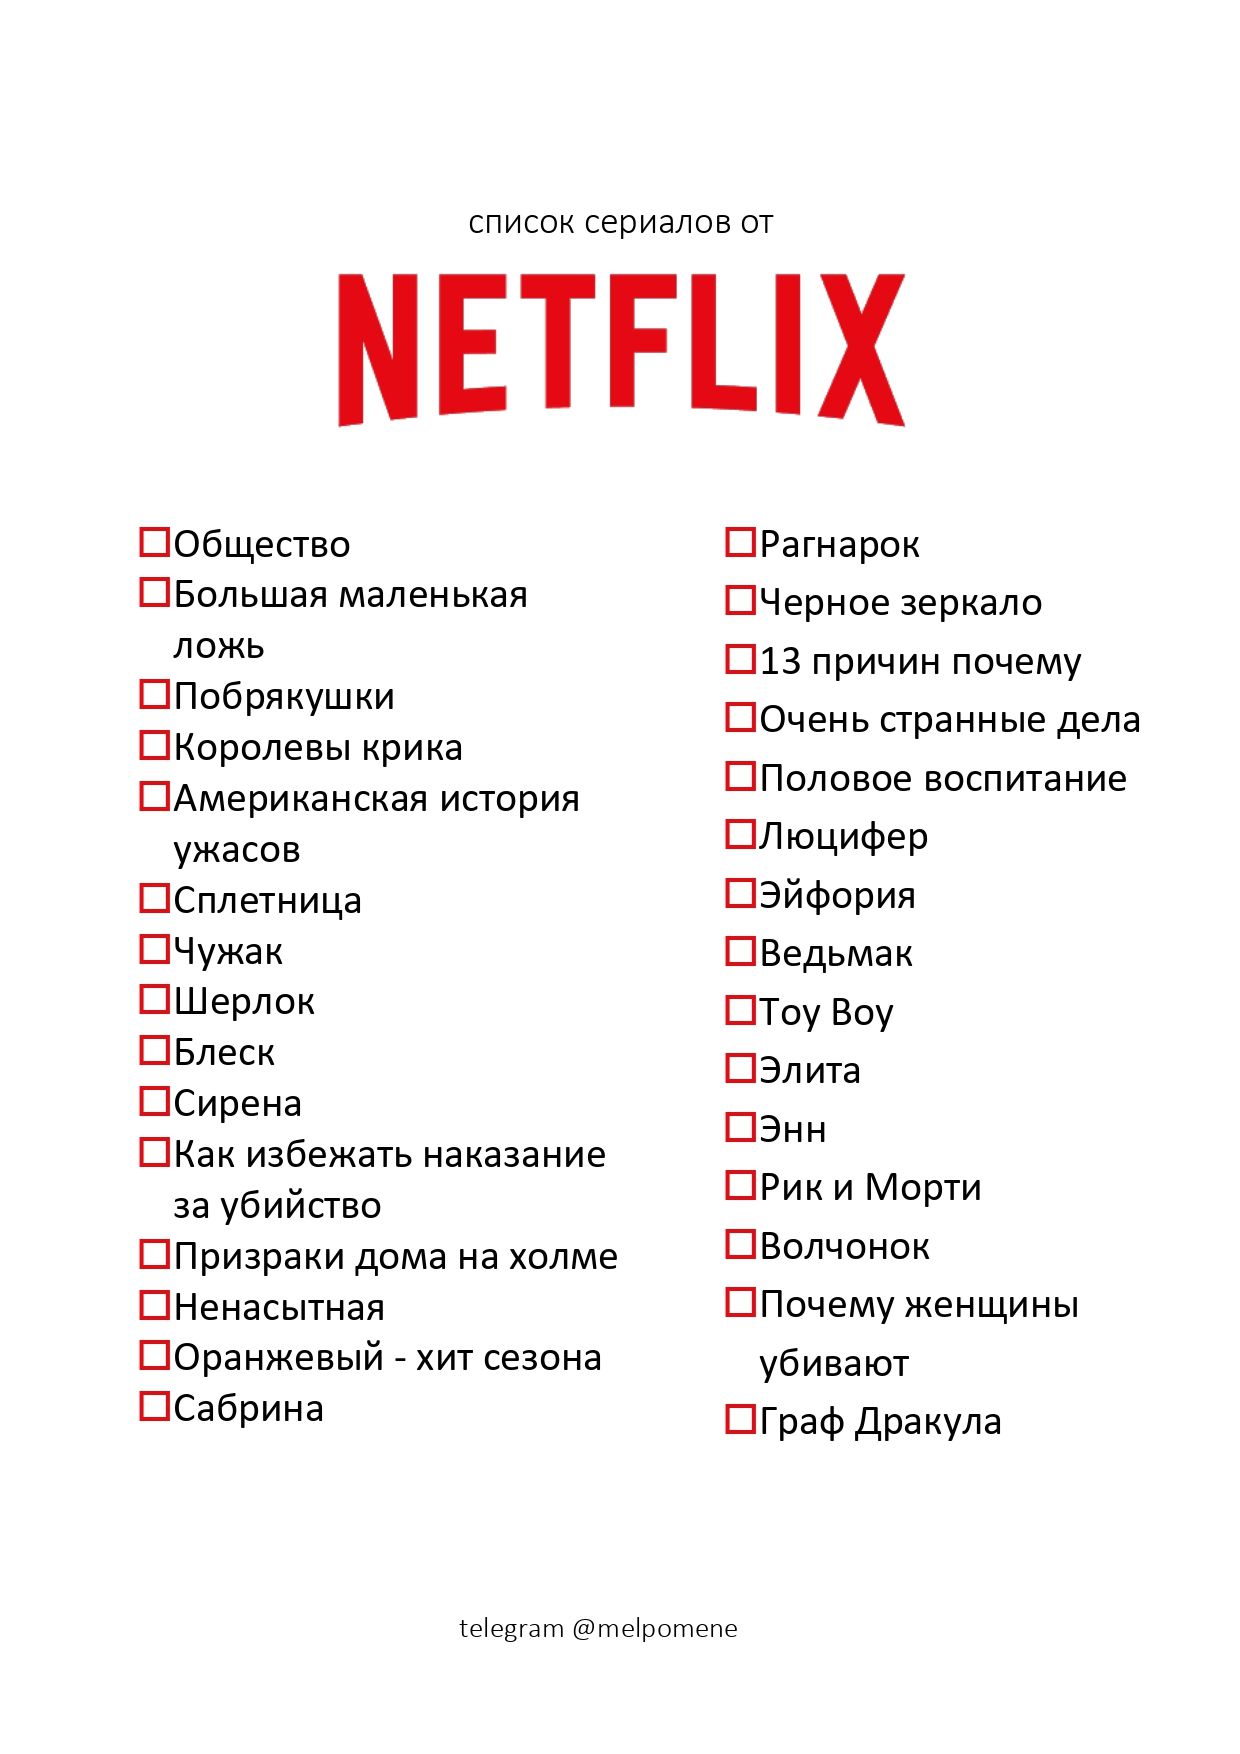 список сериалов от
NETFLIX
Общество
Большая маленькая
ложь
Побрякушки
Королевы крика
Американская история
ужасов
Сплетница
Чужак
Шерлок
Блеск
Сирена
Как избежать наказание
за убийство
Призраки дома на холме
Ненасытная
Оранжевый - хит сезона
Сабрина
Рагнарок
Черное зеркало
13 причин почему
Очень странные дела
Половое воспитание
Люцифер
Эйфория
Ведьмак
Toy Boy
Элита
Энн
Рик и Морти
Волчонок
Почему женщины
убивают
Граф Дракула
telegram @melpomene